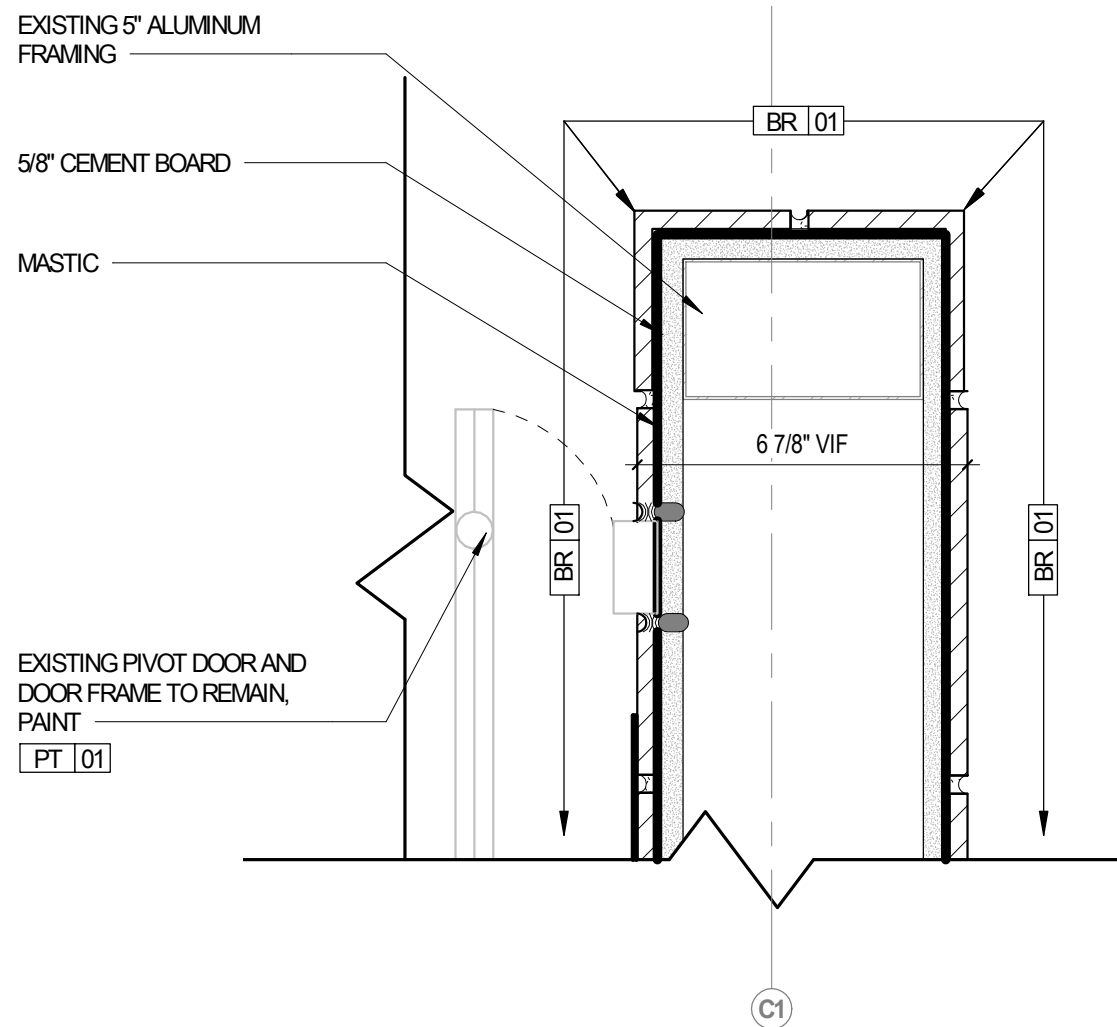 EXISTING 5" ALUMINUM
FRAMING
BR 01
5/8" CEMENT BOARD
MASTIC
6 7/8" VIF
BR 01
BR 01
EXISTING PIVOT DOOR AND
DOOR FRAME TO REMAIN,
PAINT
PT 01
C1